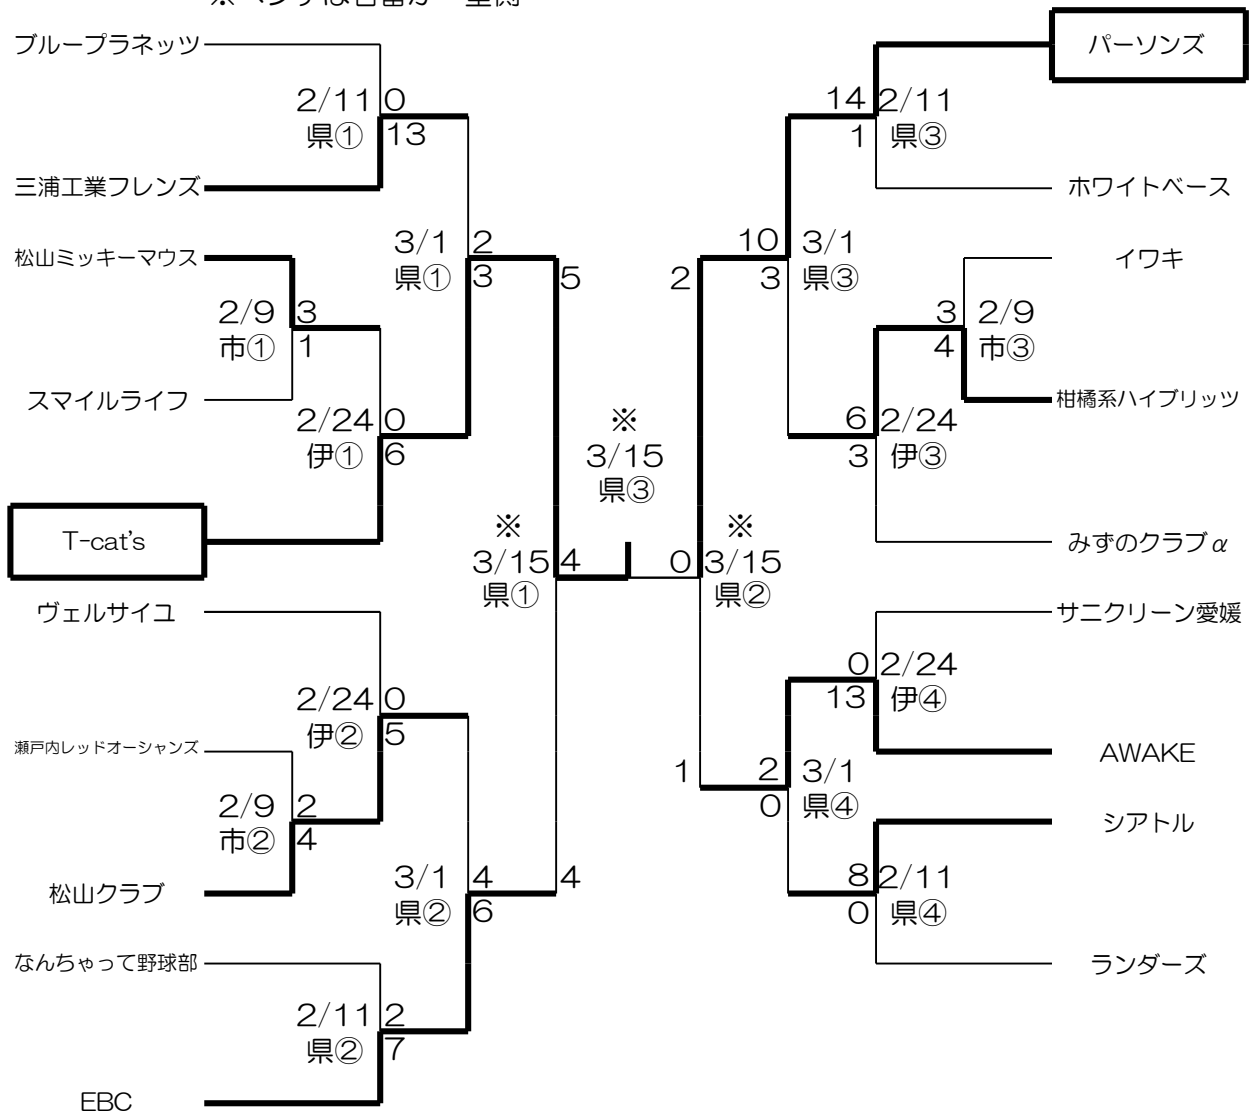 ブループラネッツ
2/11 0
県① 13
三浦工業フレンズ
松山ミッキーマウス
3/1 2
県① 3
5
2/9 3
市① 1
スマイルライフ
2/24 0
伊① 6
T-cat's
※
3/15 4
県①
ヴェルサイユ
2/24 0
伊② 5
瀬戸内レッドオーシャンズ
2/9 2
市② 4
松山クラブ
3/1 4
県② 6
4
なんちゃって野球部
2/11 2
県② 7
EBC
※
3/15
県③
パーソンズ
14 2/11
1 県③
ホワイトベース
10 3/1
3 県③
2
イワキ
3 2/9
4 市③
柑橘系ハイブリッツ
6 2/24
3 伊③
みずのクラブα
※
0 3/15
県②
サニクリーン愛媛
0 2/24
13 伊④
AWAKE
1
2 3/1
0 県④
シアトル
8 2/11
0 県④
ランダーズ